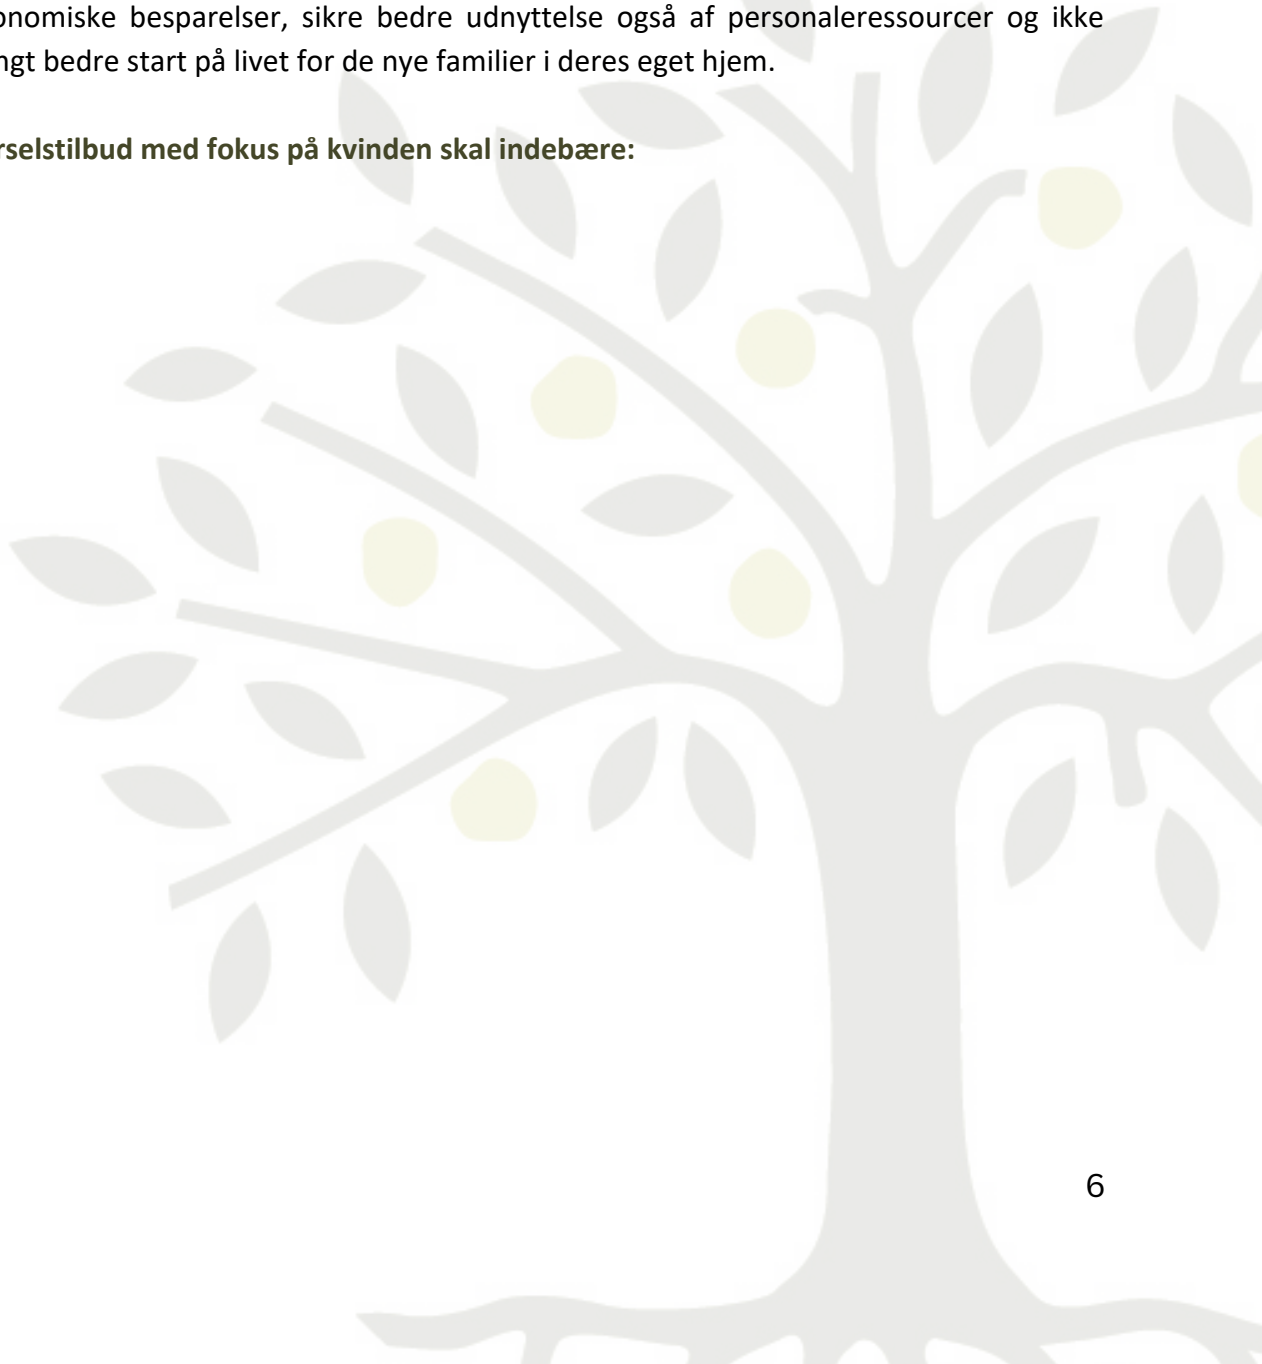 onomiske besparelser, sikre bedre udnyttelse også af personaleressourcer og ikke
ngt bedre start på livet for de nye familier i deres eget hjem.
rselstilbud med fokus på kvinden skal indebære:
6